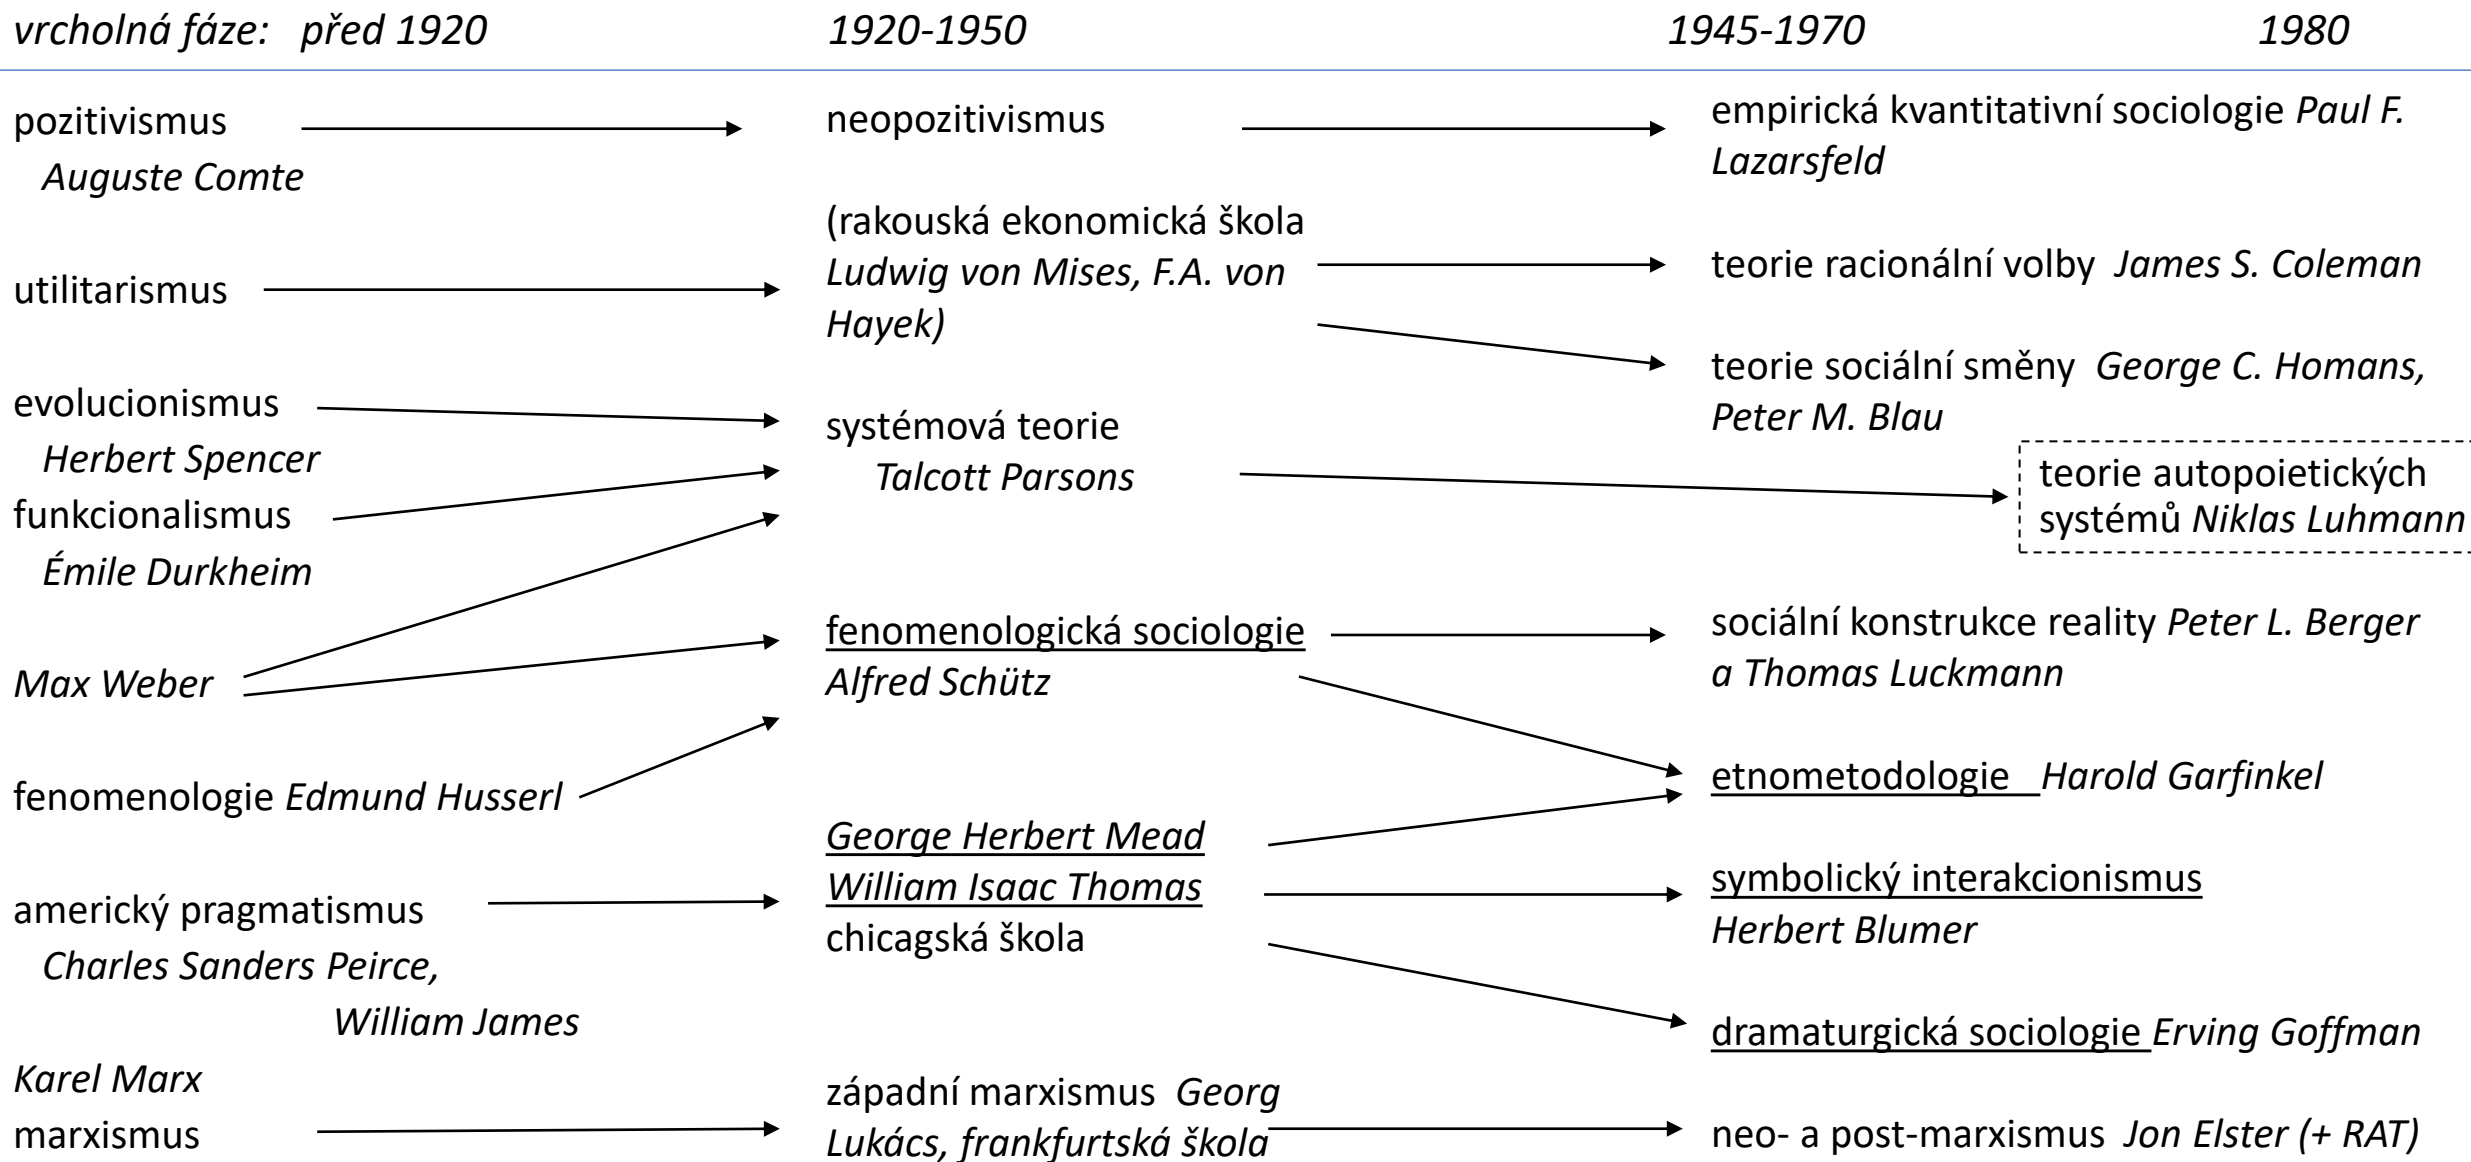 vrcholná fáze: před 1920
1920-1950
1945-1970
1980
pozitivismus
Auguste Comte
utilitarismus
evolucionismus
Herbert Spencer
funkcionalismus
Émile Durkheim
Max Weber
fenomenologie Edmund Husserl
americký pragmatismus
Charles Sanders Peirce,
William James
Karel Marx
marxismus
neopozitivismus
(rakouská ekonomická škola
Ludwig von Mises, F.A. von
Hayek)
systémová teorie
Talcott Parsons
fenomenologická sociologie
Alfred Schütz
George Herbert Mead
William Isaac Thomas
chicagská škola
západní marxismus Georg
Lukács, frankfurtská škola
empirická kvantitativní sociologie Paul F.
Lazarsfeld
teorie racionální volby James S. Coleman
teorie sociální směny George C. Homans,
Peter M. Blau
teorie autopoietických
systémů Niklas Luhmann
sociální konstrukce reality Peter L. Berger
a Thomas Luckmann
etnometodologie Harold Garfinkel
symbolický interakcionismus
Herbert Blumer
dramaturgická sociologie Erving Goffman
neo- a post-marxismus Jon Elster (+ RAT)